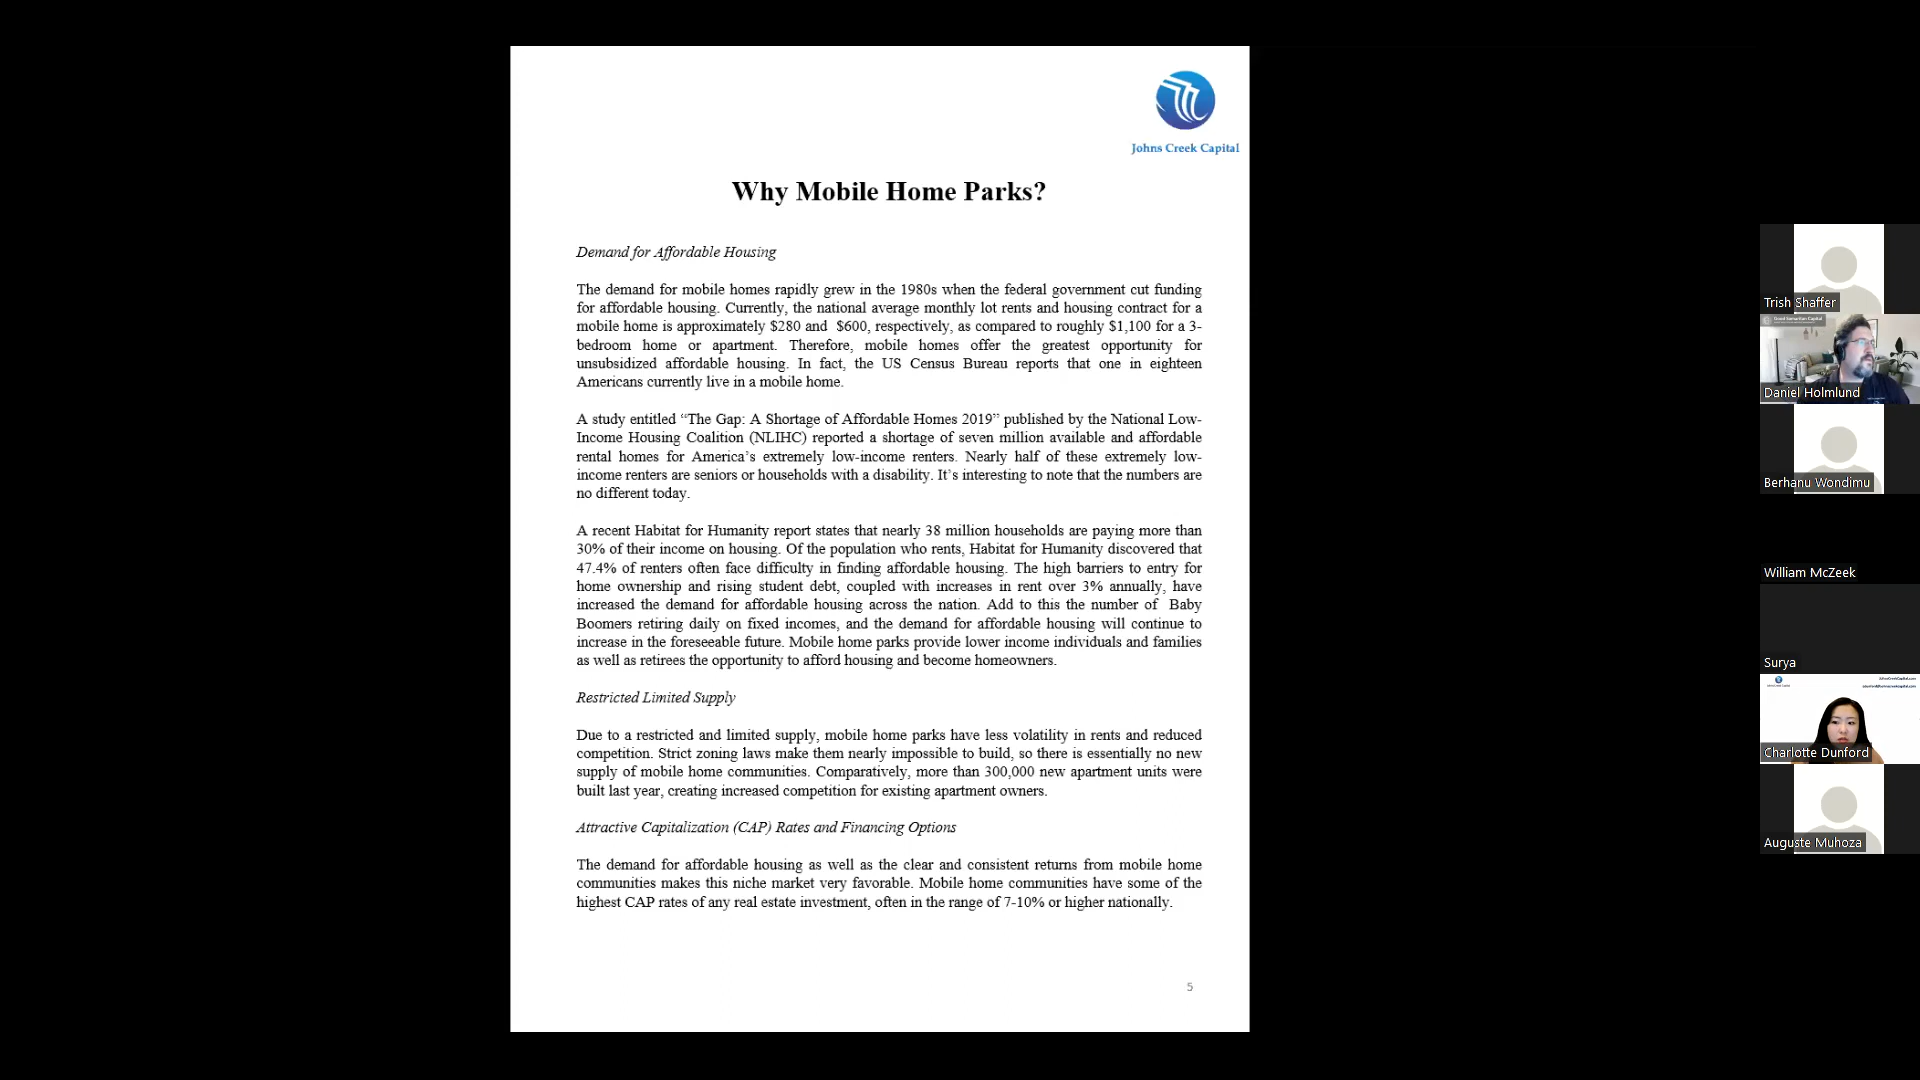 Johns Creek Capital
Why Mobile Home Parks?
Demand for Affordable Housing
The demand for mobile homes rapidly grew in the 1980s when the federal government cut funding
for affordable housing. Currently, the national average monthly lot rents and housing contract for a
mobile home is approximately $280 and $600, respectively, as compared to roughly $1,100 for a 3-
bedroom home or apartment. Therefore, mobile homes offer the greatest opportunity for
unsubsidized affordable housing. In fact, the US Census Bureau reports that one in eighteen
Americans currently live in a mobile home.
A study entitled “The Gap: A Shortage of Affordable Homes 2019” published by the National Low-
Income Housing Coalition (NLIHC) reported a shortage of seven million available and affordable
rental homes for America’s extremely low-income renters. Nearly half of these extremely low-
income renters are seniors or households with a disability. It’s interesting to note that the numbers are
no different today.
A recent Habitat for Humanity report states that nearly 38 million households are paying more than
30% of their income on housing. Of the population who rents, Habitat for Humanity discovered that
47.4% of renters often face difficulty in finding affordable housing. The high barriers to entry for
home ownership and rising student debt, coupled with increases in rent over 3% annually, have
increased the demand for affordable housing across the nation. Add to this the number of Baby
Boomers retiring daily on fixed incomes, and the demand for affordable housing will continue to
increase in the foreseeable future. Mobile home parks provide lower income individuals and families
as well as retirees the opportunity to afford housing and become homeowners.
Restricted Limited Supply
Due to a restricted and limited supply, mobile home parks have less volatility in rents and reduced
competition. Strict zoning laws make them nearly impossible to build, so there is essentially no new
supply of mobile home communities. Comparatively, more than 300,000 new apartment units were
built last year, creating increased competition for existing apartment owners.
Attractive Capitalization (CAP) Rates and Financing Options
The demand for affordable housing as well as the clear and consistent returns from mobile home
communities makes this niche market very favorable. Mobile home communities have some of the
highest CAP rates of any real estate investment, often in the range of 7-10% or higher nationally.
5
Trish Shaffer
Good Samaritan Capital
Daniel Holmlund
Berhanu Wondimu
William McZeek
Surya
JohnsCreekCapital.com
Charlotte Dunford
Auguste Muhoza